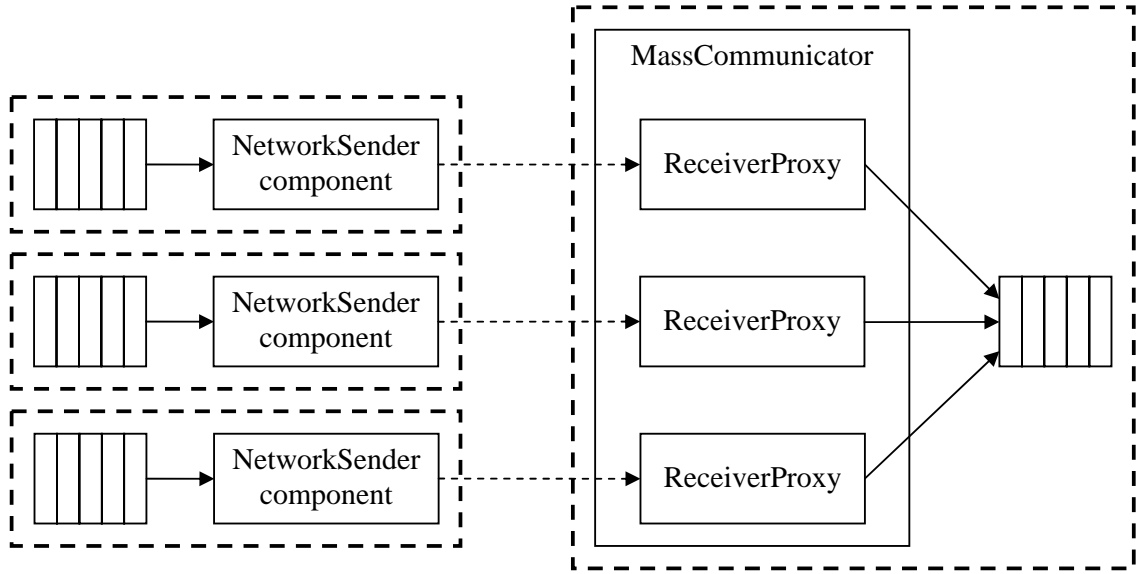 MassCommunicator
NetworkSender
component
ReceiverProxy
NetworkSender
component
ReceiverProxy
NetworkSender
component
ReceiverProxy